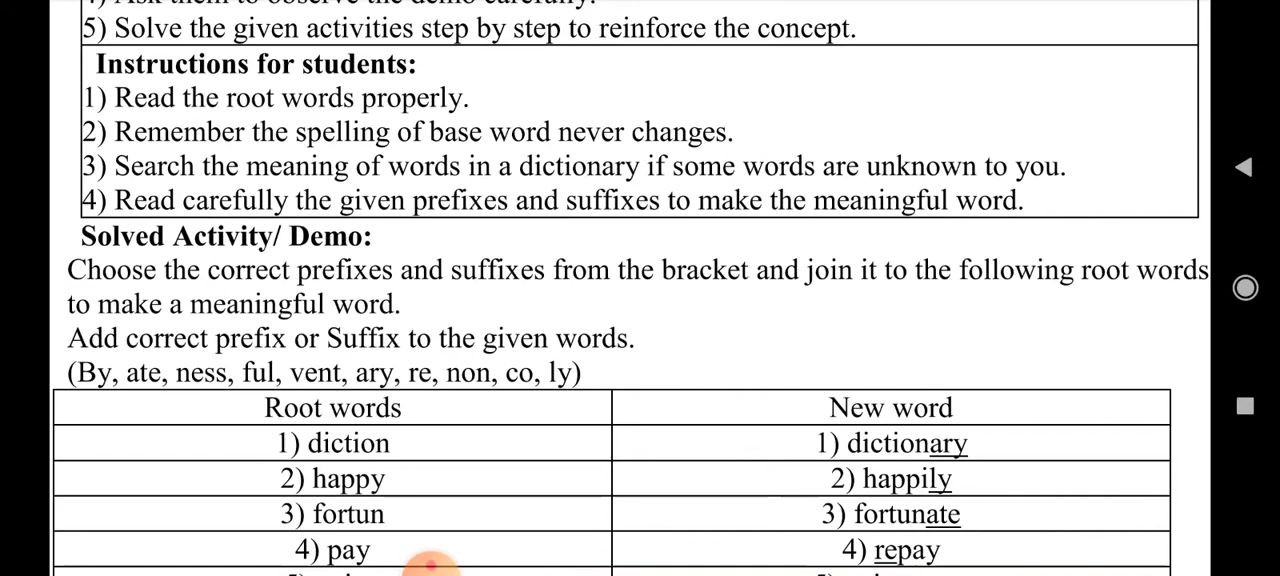 5) Solve the given activities step by step to reinforce the concept.
Instructions for students:
1) Read the root words properly.
2) Remember the spelling of base word never changes.
3) Search the meaning of words in a dictionary if some words are unknown to you.
4) Read carefully the given prefixes and suffixes to make the meaningful word.
Solved Activity/ Demo:
Choose the correct prefixes and suffixes from the bracket and join it to the following root words
to make a meaningful word.
Add correct prefix or Suffix to the given words.
(By, ate, ness, ful, vent, ary, re, non, co, ly)
Root words New word
1) diction 1) dictionary
2) happy 2) happily
3) fortun 3) fortunate
4) pay 4) repay